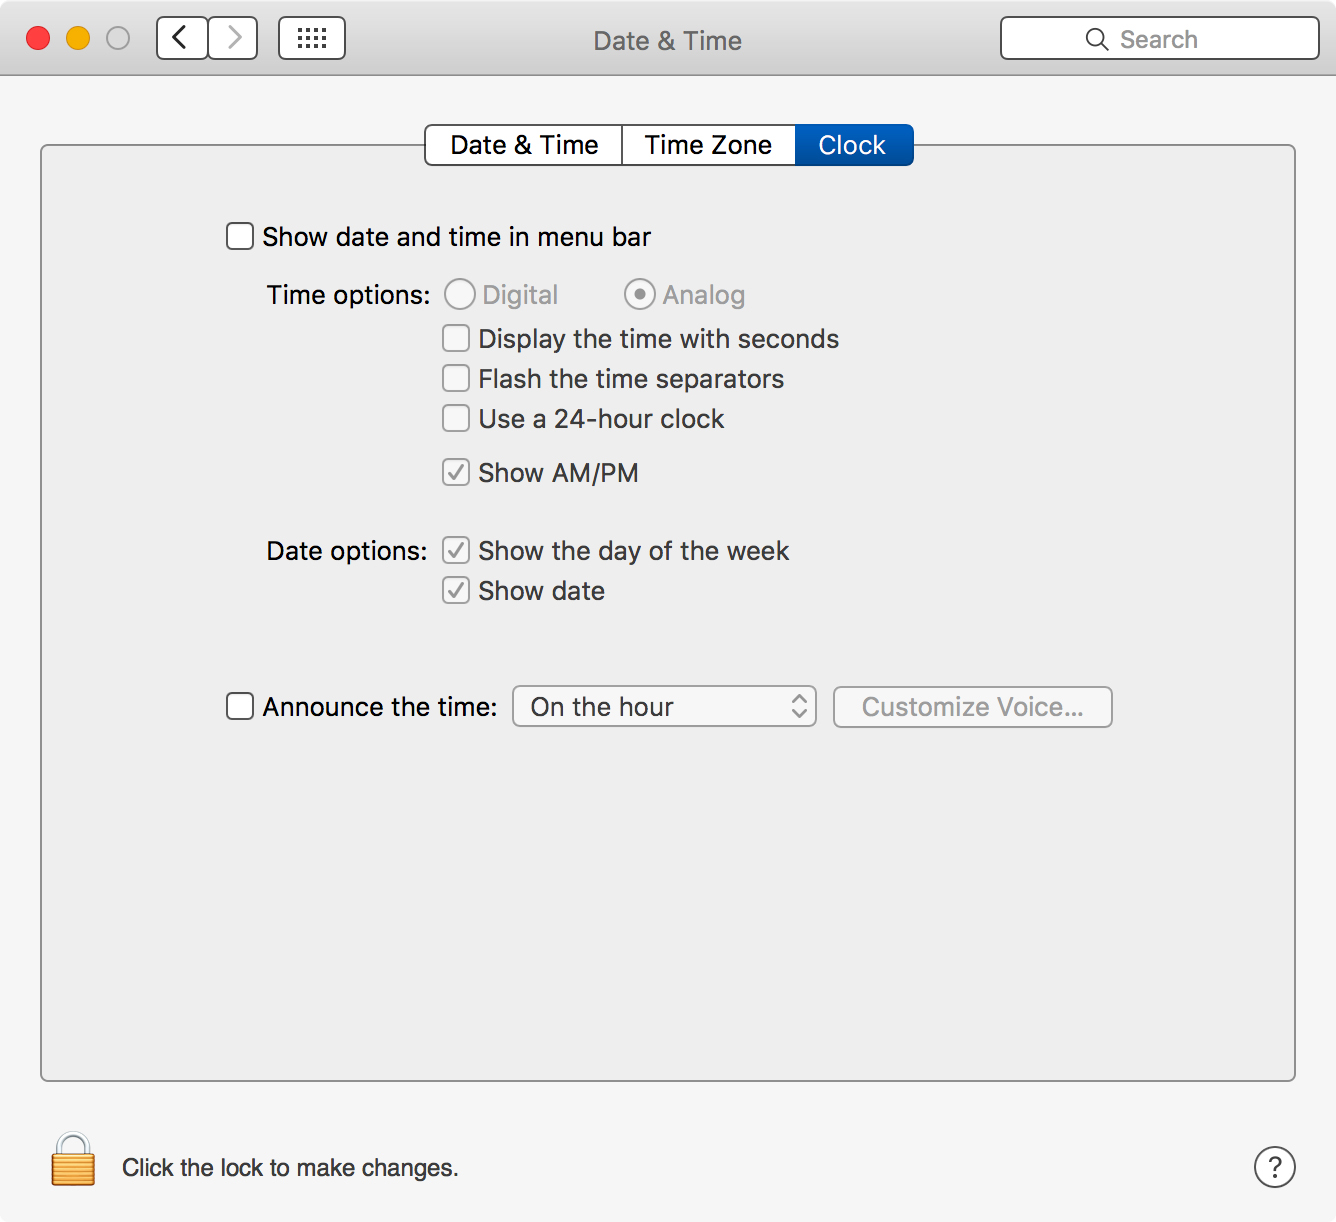 Date & Time
Search
Date & Time Time Zone Clock
Show date and time in menu bar
Time options: Digital Analog
Display the time with seconds
Flash the time separators
Use a 24-hour clock
Show AM/PM
Date options: Show the day of the week
Show date
Announce the time: On the hour Customize Voice...
Click the lock to make changes.
?